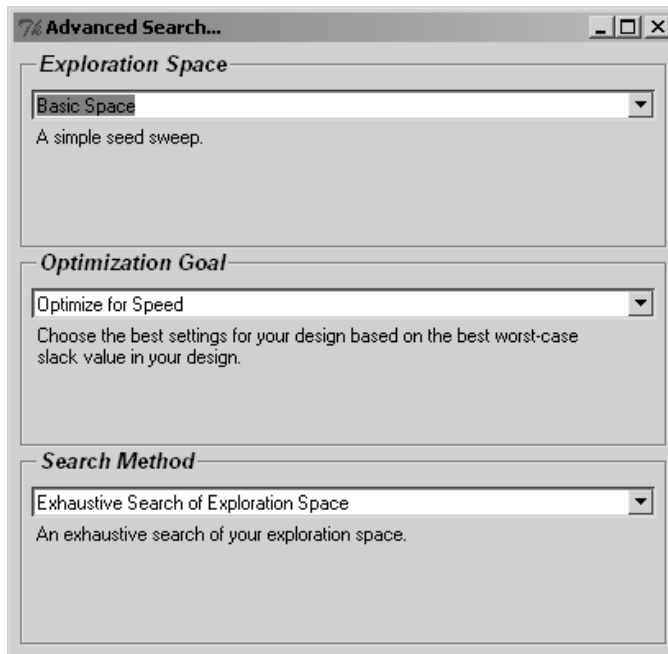 Advanced Search...
Exploration Space
Basic Space
A simple seed sweep.
Optimization Goal
Optimize for Speed
Choose the best settings for your design based on the best worst-case
slack value in your design.
Search Method
Exhaustive Search of Exploration Space
An exhaustive search of your exploration space.